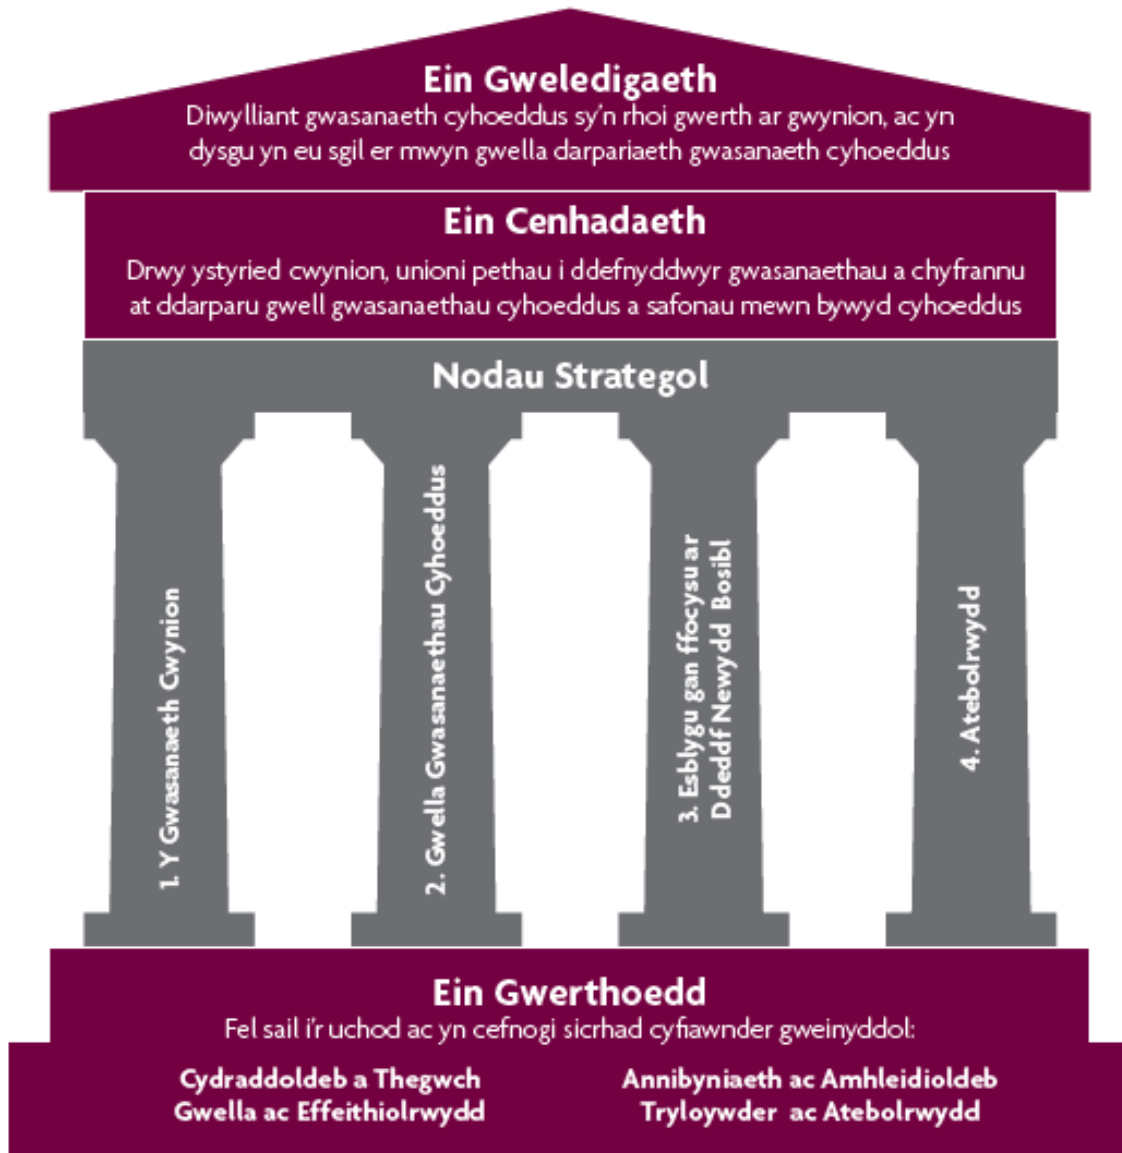 Ein Gweledigaeth
Diwylliant gwasanaeth cyhoeddus sy'n rhoi gwerth ar gwynion, ac yn
dysgu yn eu sgil er mwyn gwella darpariaeth gwasanaeth cyhoeddus
Ein Cenhadaeth
Drwy ystyried cwynion, unioni pethau i ddefnyddwyr gwasanaethau a chyfrannu
at ddarparu gwell gwasanaethau cyhoeddus a safonau mewn bywyd cyhoeddus
Nodau Strategol
1. Y Gwasanaeth Cwynion
2. Gwella Gwasanaethau Cyhoeddus
3. Esblygu gan ffocysu ar
Ddeddf Newydd Bosibl
4. Atebolrwydd
Ein Gwerthoedd
Fel sail i'r uchod ac yn cefnogi sicrhad cyfiawnder gweinyddol:
Cydraddoldeb a Thegwch
Gwella ac Effeithiolrwydd
Annibyniaeth ac Amhleidioldeb
Tryloywder ac Atebolrwydd